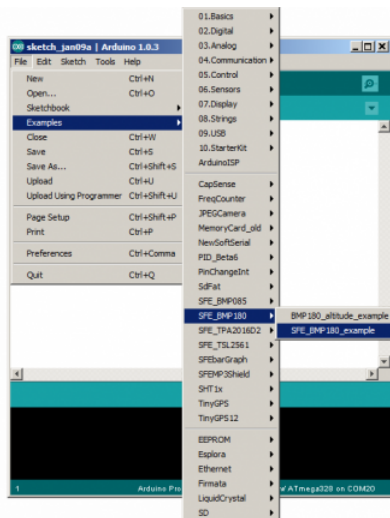 sketch_jan09a | Arduino 1.0.3
File Edit Sketch Tools Help
New Ctrl+N
Open... Ctrl+O
Sketchbook
Examples
Close Ctrl+W
Save Ctrl+S
Save As... Ctrl+Shift+S
Upload Ctrl+U
Upload Using Programmer Ctrl+Shift+U
Page Setup Ctrl+Shift+P
Print Ctrl+P
Preferences Ctrl+Comma
Quit Ctrl+Q
01.Basics
02.Digital
03.Analog
04.Communication
05.Control
06.Sensors
07.Display
08.Strings
09.USB
10.StarterKit
ArduinoISP
CapSense
FreqCounter
JPEGCamera
MemoryCard_old
NewSoftSerial
PID_Beta6
PinChangeInt
SdFat
SFE_BMP085
SFE_BMP180
SFE_TPA2016D2
SFE_TSL2561
SFEbarGraph
SFEMP3Shield
SHT1x
TinyGPS
TinyGPS12
EEPROM
Esplora
Ethernet
Firmata
LiquidCrystal
SD
BMP180_altitude_example
SFE_BMP180_example
1 Arduino Pro ATmega328 on COM20